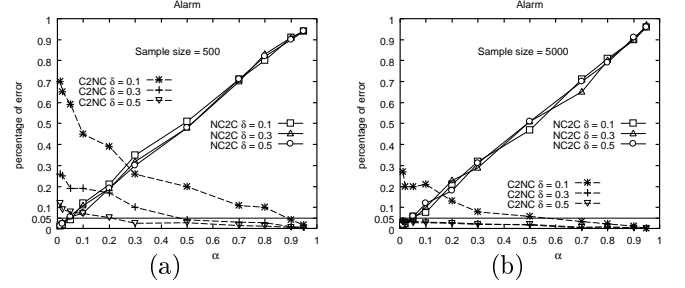 Alarm
percentage of error
1
0.9
0.8
0.7
0.6
0.5
0.4
0.3
0.2
0.1
0.05
0
Sample size = 500
C2NC δ = 0.1
C2NC δ = 0.3
C2NC δ = 0.5
NC2C δ = 0.1
NC2C δ = 0.3
NC2C δ = 0.5
0 0.1 0.2 0.3 0.4 0.5 0.6 0.7 0.8 0.9 1
α
(a)
Alarm
percentage of error
1
0.9
0.8
0.7
0.6
0.5
0.4
0.3
0.2
0.1
0.05
0
Sample size = 5000
NC2C δ = 0.1
NC2C δ = 0.3
NC2C δ = 0.5
C2NC δ = 0.1
C2NC δ = 0.3
C2NC δ = 0.5
0 0.1 0.2 0.3 0.4 0.5 0.6 0.7 0.8 0.9 1
α
(b)